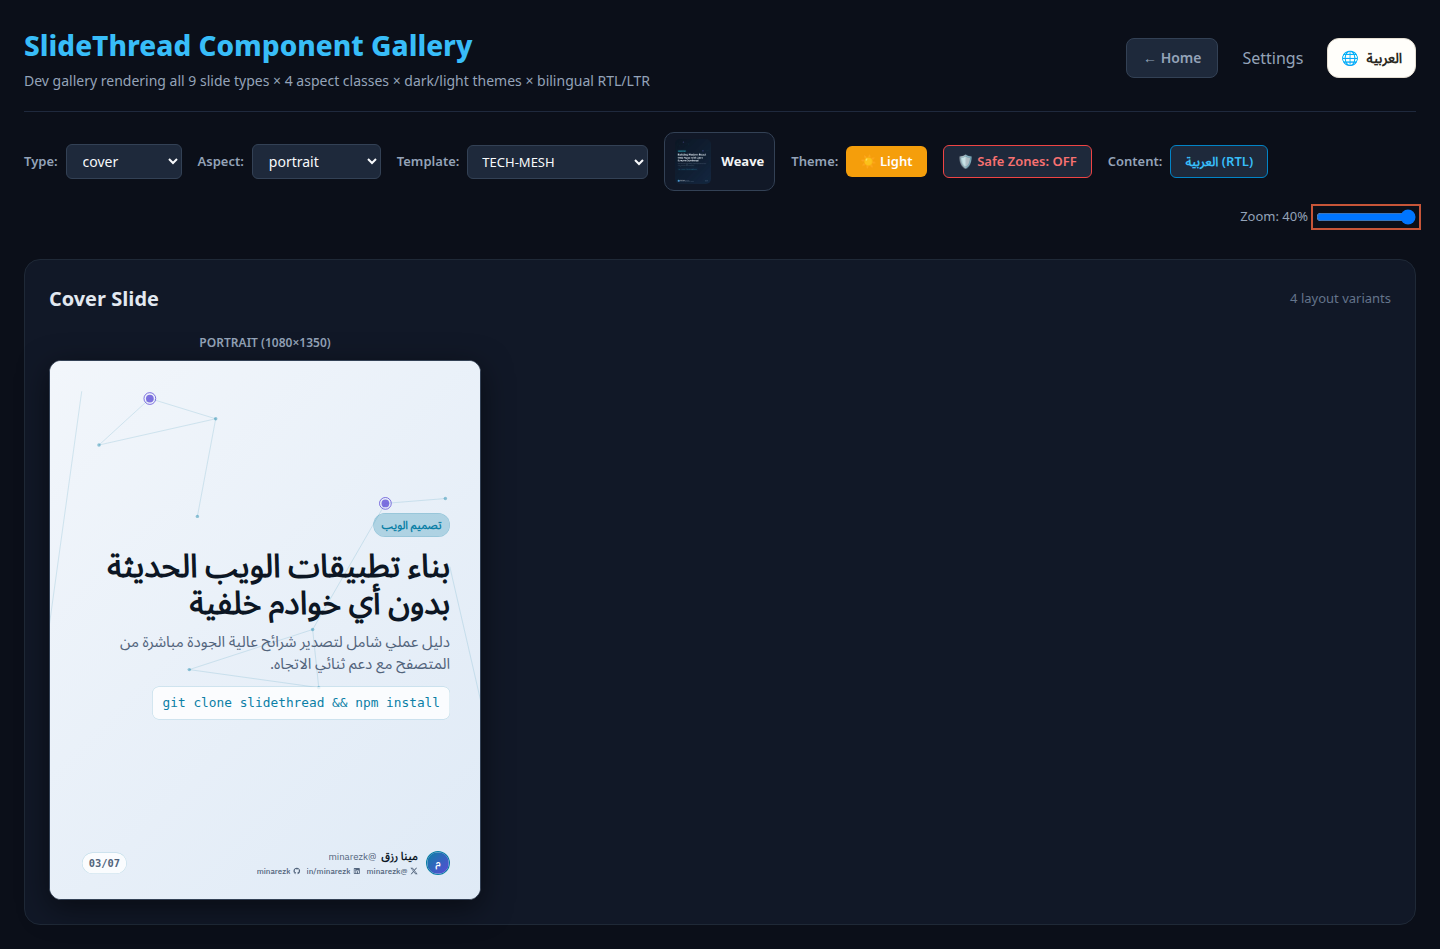 SlideThread Component Gallery
Dev gallery rendering all 9 slide types × 4 aspect classes × dark/light themes × bilingual RTL/LTR
← Home
Settings
🌐 العربية
Type: cover
Aspect: portrait
Template: TECH-MESH
Weave
Theme: ☀️ Light
🛡️ Safe Zones: OFF
Content: العربية (RTL)
Zoom: 40%
Cover Slide
4 layout variants
PORTRAIT (1080×1350)
تصميم الويب
بناء تطبيقات الويب الحديثة
بدون أي خوادم خلفية
دليل عملي شامل لتصدير شرائح عالية الجودة مباشرة من
المتصفح مع دعم ثنائي الاتجاه.
git clone slidethread && npm install
03/07
م
مينا رزق @minarezk
𝕏 @minarezk in/minarezk minarezk